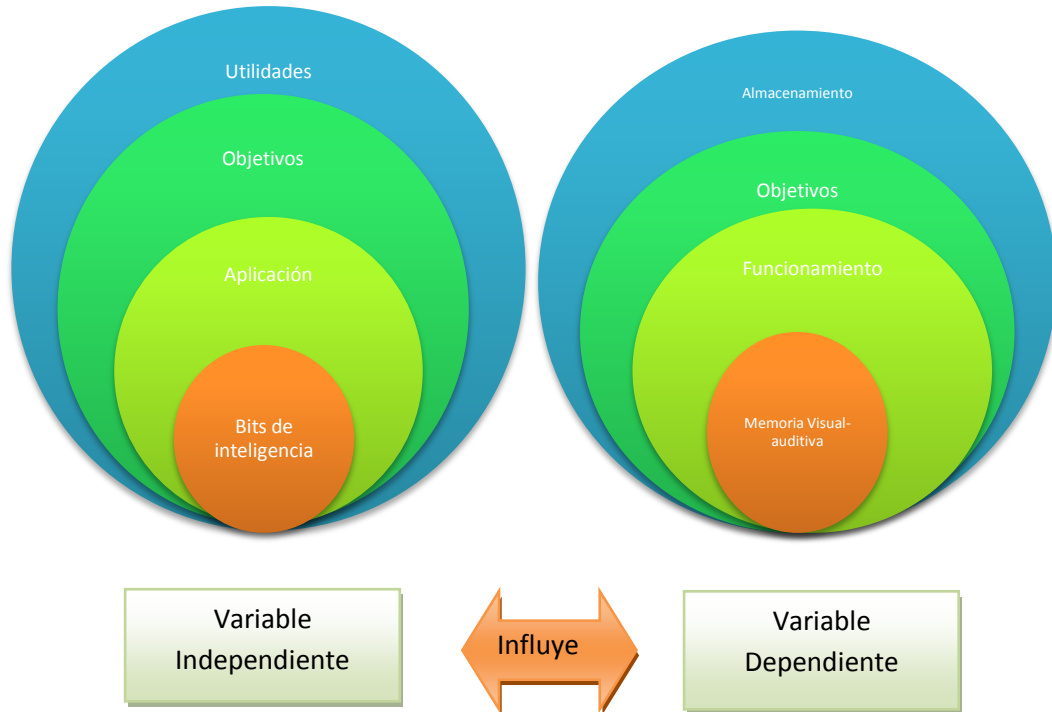 Utilidades
Objetivos
Aplicación
Bits de
inteligencia
Almacenamiento
Objetivos
Funcionamiento
Memoria Visual-
auditiva
Variable
Independiente
Influye
Variable
Dependiente